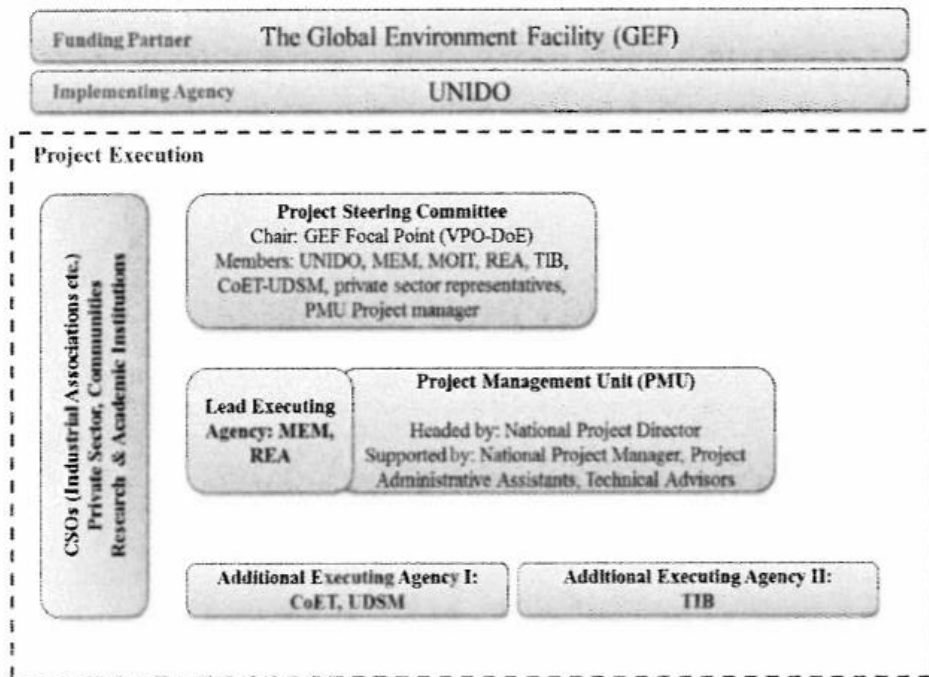 Funding Partner The Global Environment Facility (GEF)
Implementing Agency UNIDO
Project Execution
CSOs (Industrial Associations etc.)
Private Sector, Communities
Research & Academic Institutions
Project Steering Committee
Chair: GEF Focal Point (VPO-DoE)
Members: UNIDO, MEM, MOIT, REA, TIB,
CoET-UDSM, private sector representatives,
PMU Project manager
Lead Executing
Agency: MEM,
REA
Project Management Unit (PMU)
Headed by: National Project Director
Supported by: National Project Manager, Project
Administrative Assistants, Technical Advisors
Additional Executing Agency I:
CoET, UDSM
Additional Executing Agency II:
TIB